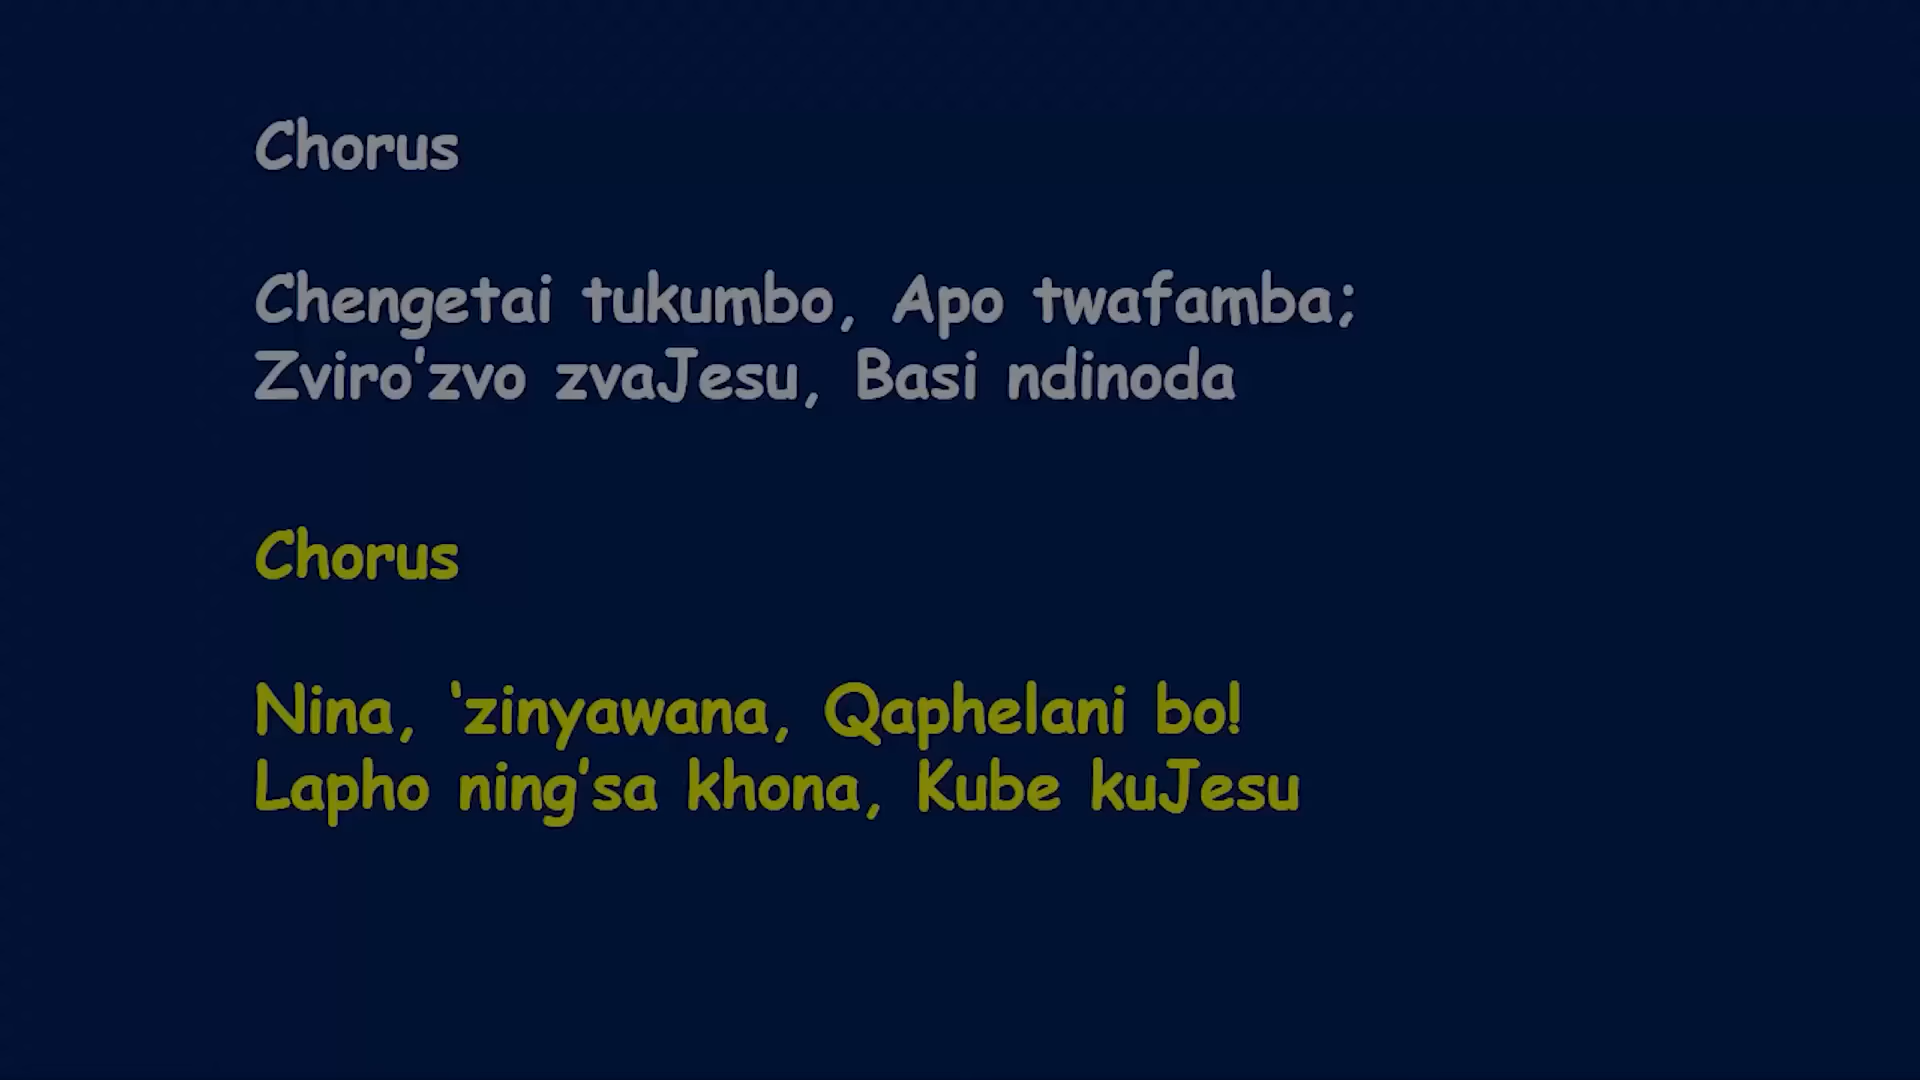 Chorus
Chengetai tukumbo, Apo twafamba;
Zviro'zvo zvaJesu, Basi ndinoda
Chorus
Nina, 'zinyawana, Qaphelani bo!
Lapho ning'sa khona, Kube kuJesu